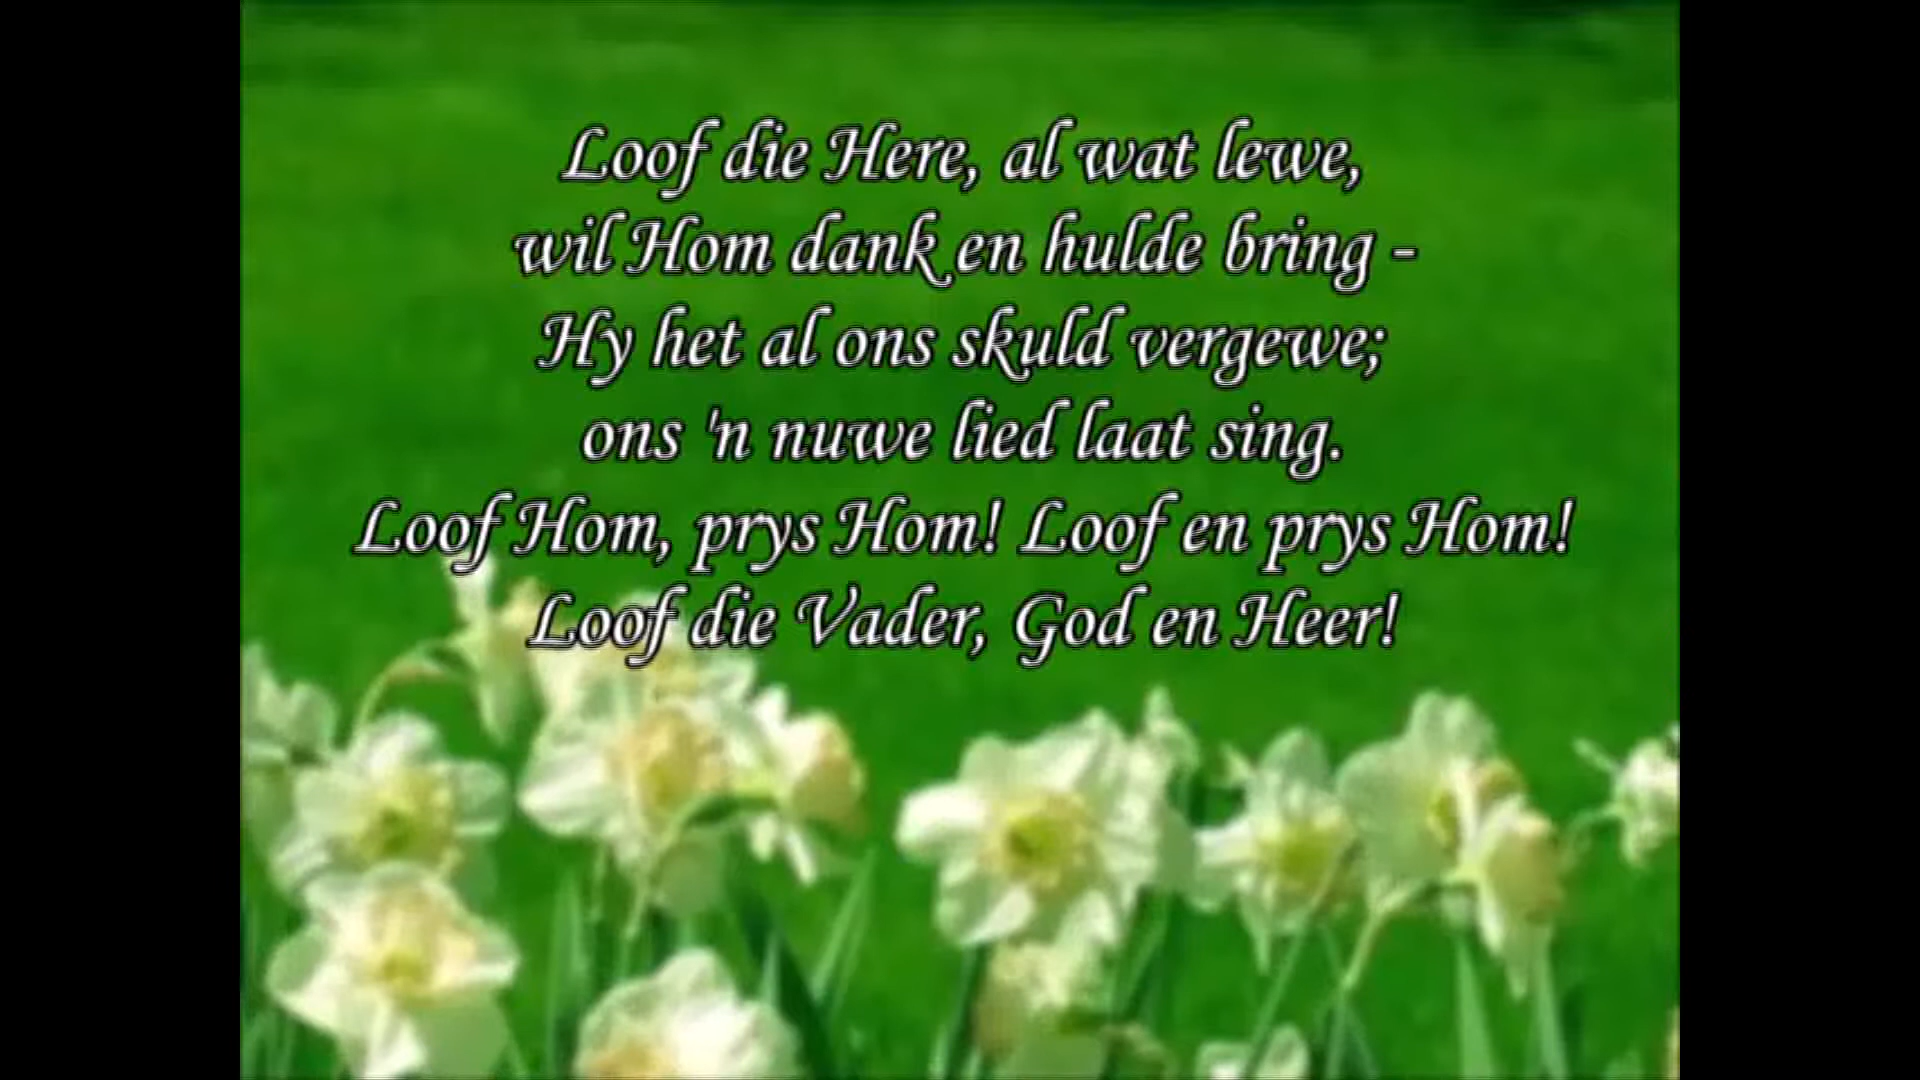 Loof die Here, al wat lewe,
wil Hom dank en hulde bring -
Hy het al ons skuld vergewe;
ons 'n nuwe lied laat sing.
Loof Hom, prys Hom! Loof en prys Hom!
Loof die Vader, God en Heer!